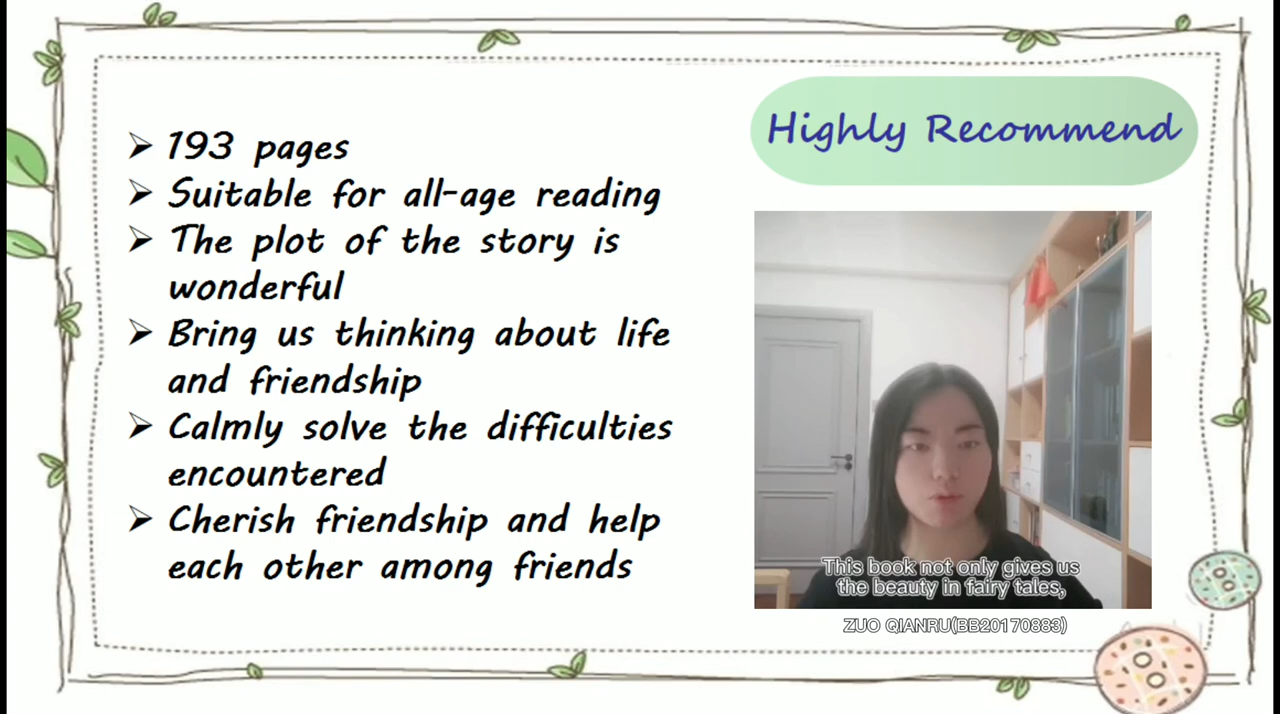 193 pages
Suitable for all-age reading
The plot of the story is
wonderful
Bring us thinking about life
and friendship
Calmly solve the difficulties
encountered
Cherish friendship and help
each other among friends
Highly Recommend
This book not only gives us
the beauty in fairy tales,
ZUO QIANRU(BB20170883)